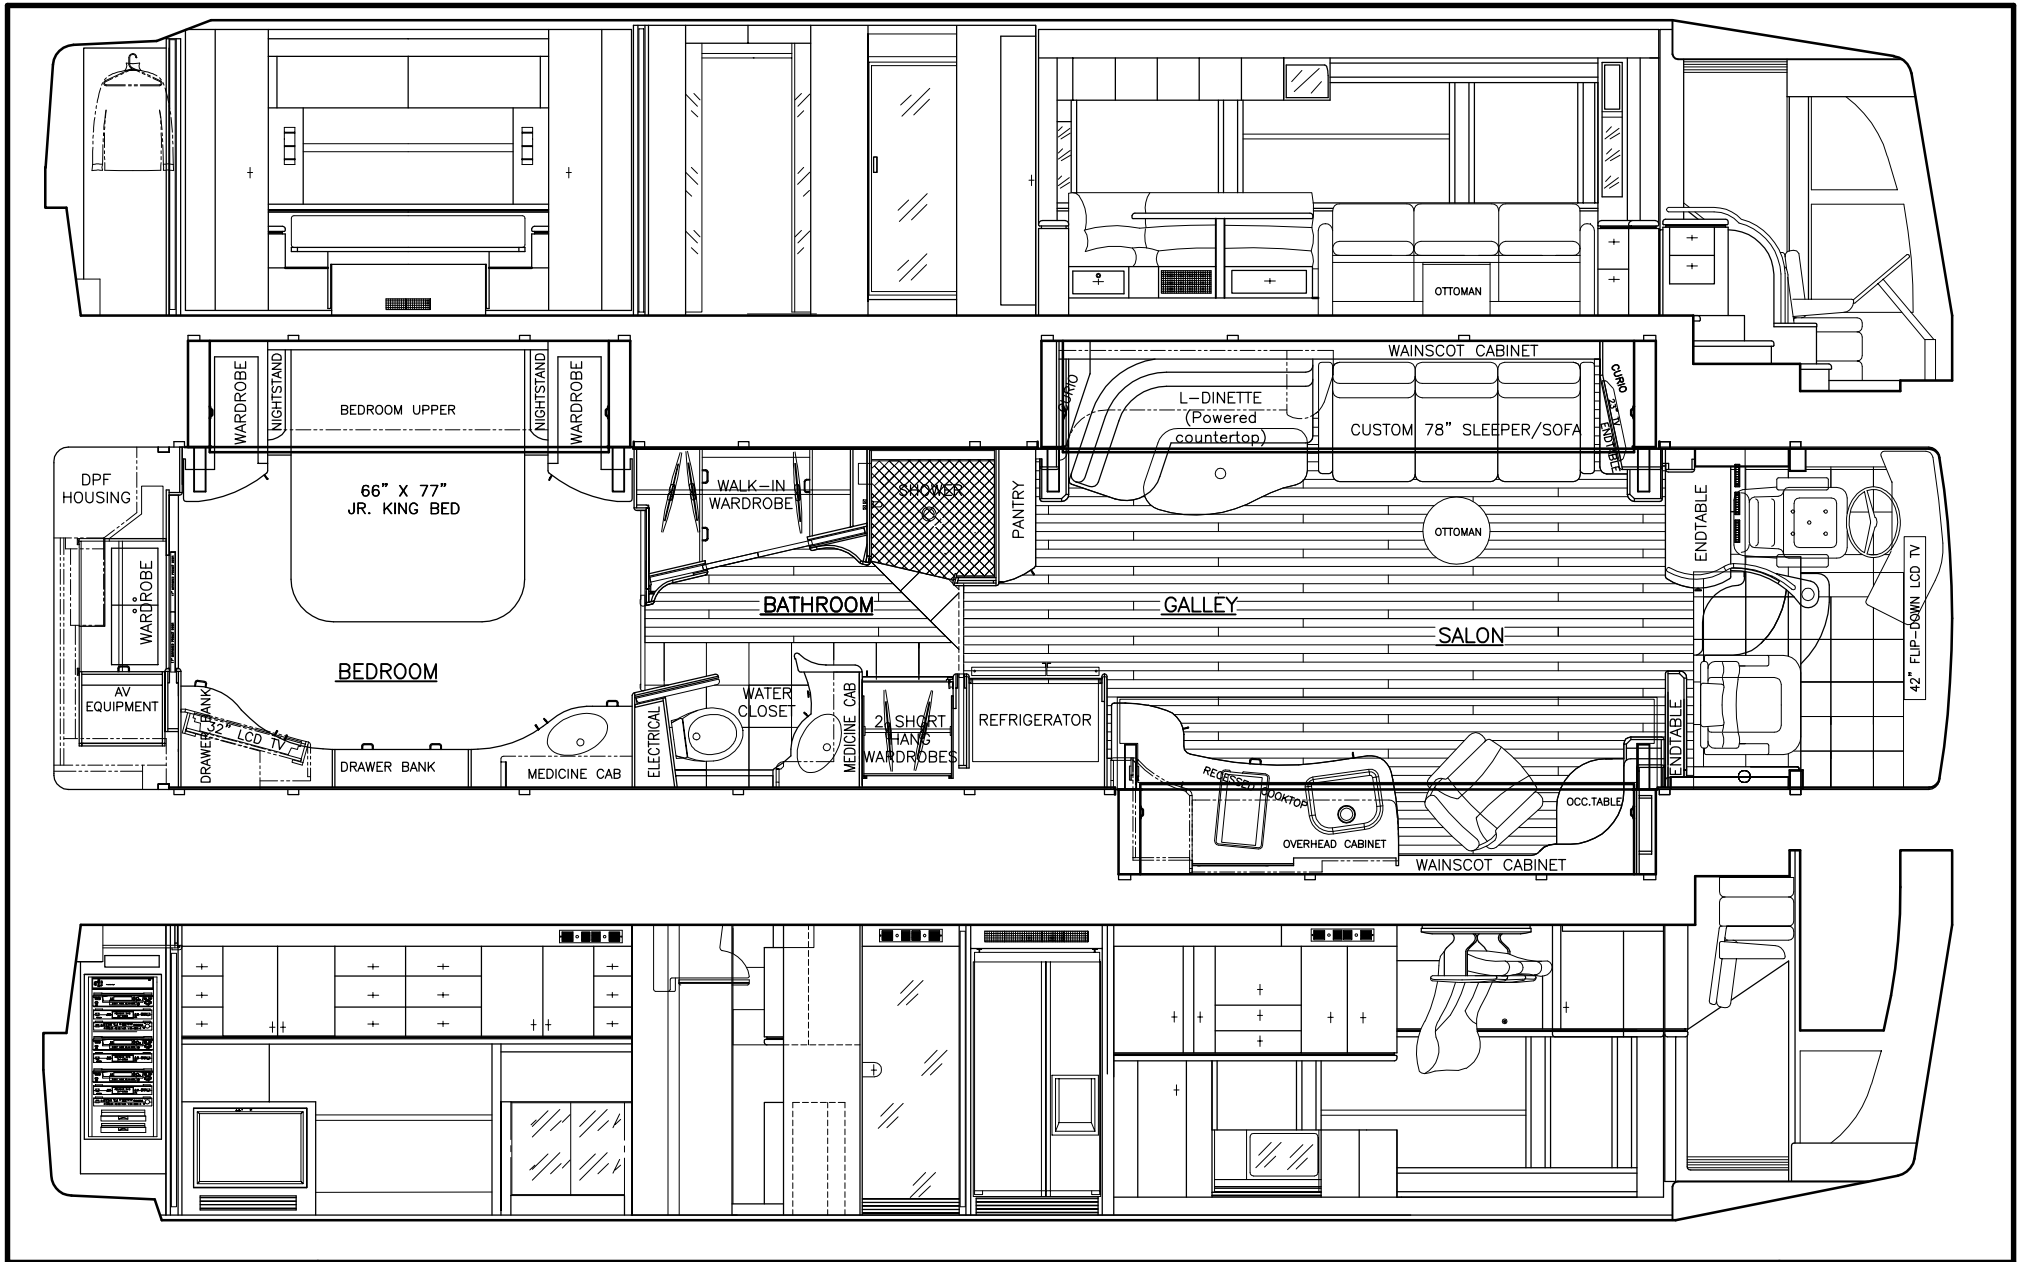 OTTOMAN
WARDROBE
NIGHTSTAND
BEDROOM UPPER
NIGHTSTAND
WARDROBE
WAINSCOT CABINET
CURIO
L-DINETTE
(Powered
countertop)
CUSTOM 78" SLEEPER/SOFA
CURIO
23" TV
ENDTABLE
DPF
HOUSING
66" X 77"
JR. KING BED
WALK-IN
WARDROBE
SHOWER
PANTRY
OTTOMAN
ENDTABLE
42" FLIP-DOWN LCD TV
WARDROBE
BATHROOM
GALLEY
SALON
BEDROOM
AV
EQUIPMENT
DRAWER BANK
32" LCD TV
DRAWER BANK
MEDICINE CAB
ELECTRICAL
WATER
CLOSET
MEDICINE CAB
2 SHORT
HANG
WARDROBES
REFRIGERATOR
RECESSED COOKTOP
OVERHEAD CABINET
OCC.TABLE
ENDTABLE
WAINSCOT CABINET